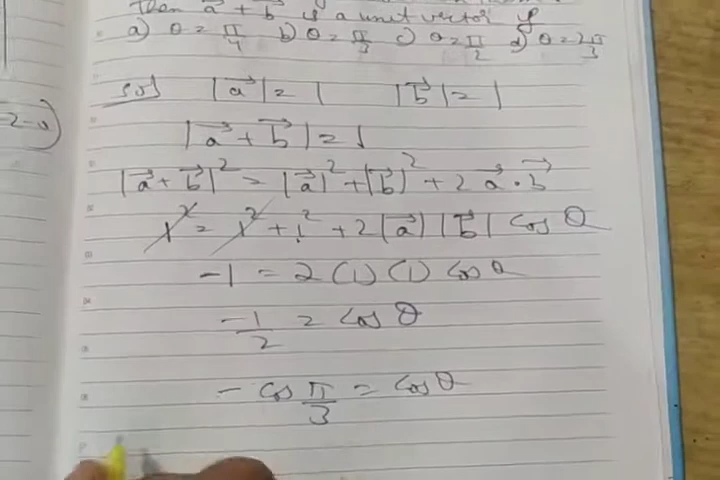 Then a⃗ + b⃗ is a unit vector if
a) θ = π/4 b) θ = π/3 c) θ = π/2 d) θ = 2π/3
sol |a⃗| = 1 |b⃗| = 1
|a⃗ + b⃗| = 1
|a⃗ + b⃗|² = |a⃗|² + |b⃗|² + 2 a⃗ · b⃗
1² = 1² + 1² + 2|a⃗| |b⃗| cos θ
-1 = 2 (1) (1) cos θ
-1/2 = cos θ
- cos π/3 = cos θ